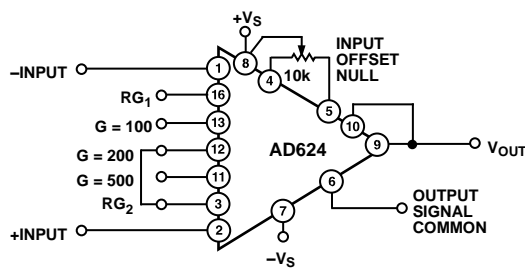 +VS
–INPUT
1
8
4
10k
INPUT
OFFSET
NULL
RG1
16
5
G = 100
13
10
G = 200
12
AD624
9
VOUT
G = 500
11
6
RG2
3
7
OUTPUT
SIGNAL
COMMON
+INPUT
2
–VS